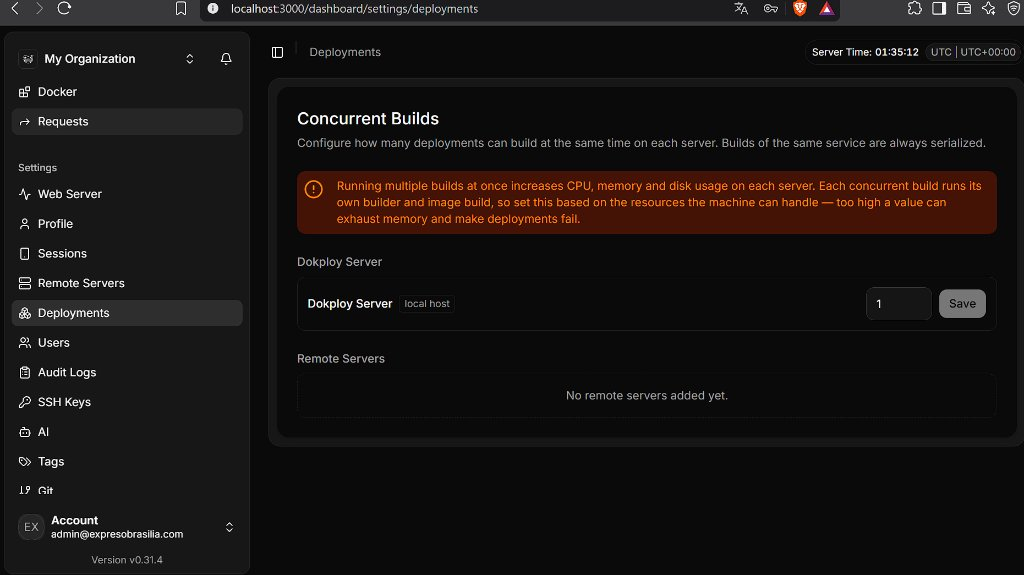 localhost:3000/dashboard/settings/deployments
My Organization
Docker
Requests
Settings
Web Server
Profile
Sessions
Remote Servers
Deployments
Users
Audit Logs
SSH Keys
AI
Tags
Git
EX
Account
admin@expresobrasilia.com
Version v0.31.4
Deployments
Server Time: 01:35:12
UTC | UTC+00:00
Concurrent Builds
Configure how many deployments can build at the same time on each server. Builds of the same service are always serialized.
Running multiple builds at once increases CPU, memory and disk usage on each server. Each concurrent build runs its
own builder and image build, so set this based on the resources the machine can handle — too high a value can
exhaust memory and make deployments fail.
Dokploy Server
Dokploy Server
local host
1
Save
Remote Servers
No remote servers added yet.